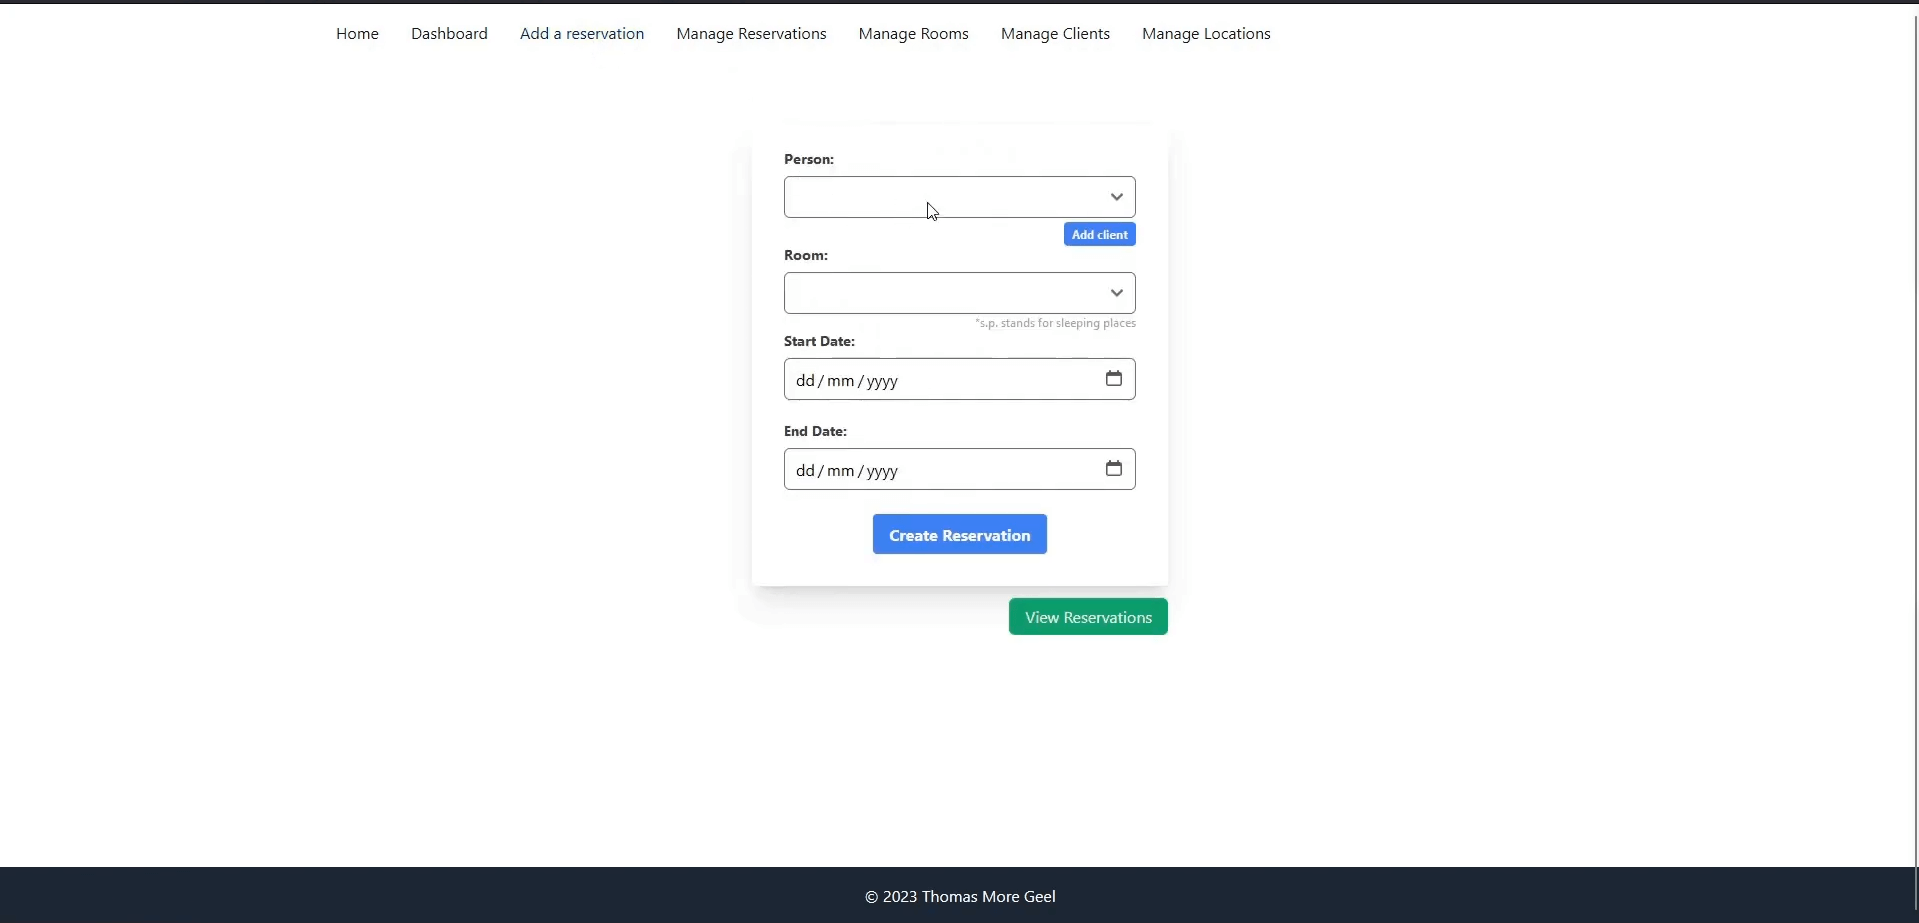 Home Dashboard Add a reservation Manage Reservations Manage Rooms Manage Clients Manage Locations
Person:
Add client
Room:
*s.p. stands for sleeping places
Start Date:
dd/mm/yyyy
End Date:
dd/mm/yyyy
Create Reservation
View Reservations
© 2023 Thomas More Geel